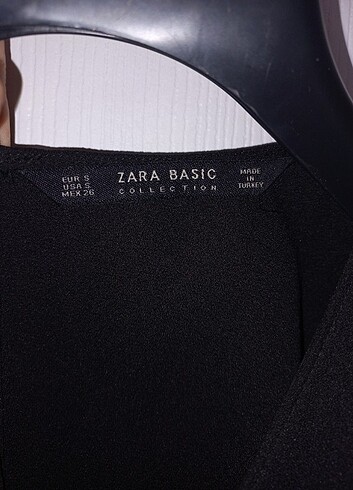 EUR S
USA S
MEX 26
ZARA BASIC
COLLECTION
MADE
IN
TURKEY